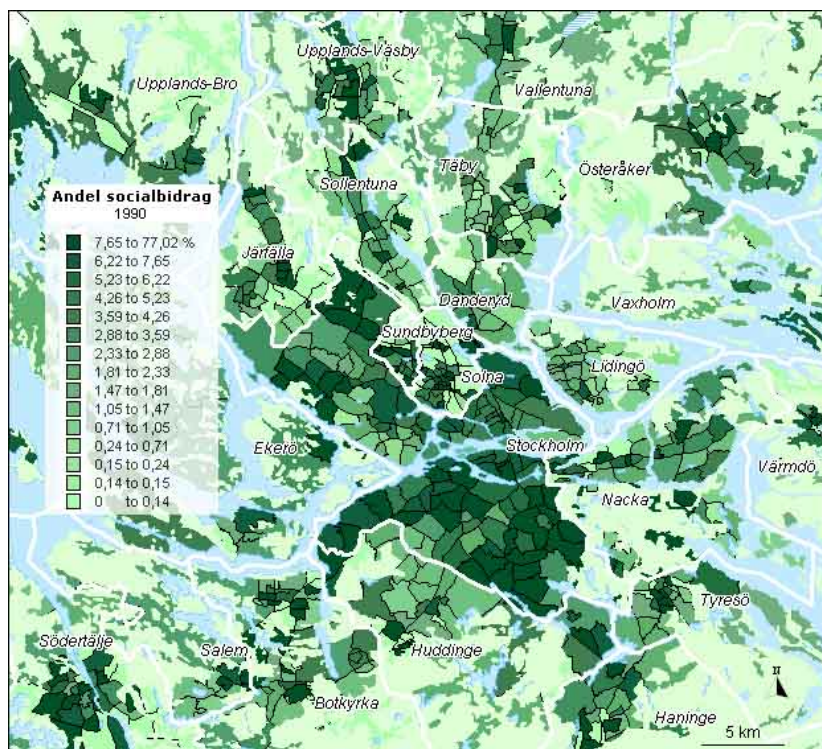 Upplands-Väsby
Upplands-Bro
Vallentuna
Täby
Österåker
Sollentuna
Andel socialbidrag
1990
7,65 to 77,02 %
6,22 to 7,65
5,23 to 6,22
4,26 to 5,23
3,59 to 4,26
2,88 to 3,59
2,33 to 2,88
1,81 to 2,33
1,47 to 1,81
1,05 to 1,47
0,71 to 1,05
0,24 to 0,71
0,15 to 0,24
0,14 to 0,15
0 to 0,14
Järfälla
Danderyd
Vaxholm
Sundbyberg
Solna
Lidingö
Ekerö
Stockholm
Värmdö
Nacka
Tyresö
Södertälje
Salem
Huddinge
Botkyrka
Haninge
N
5 km